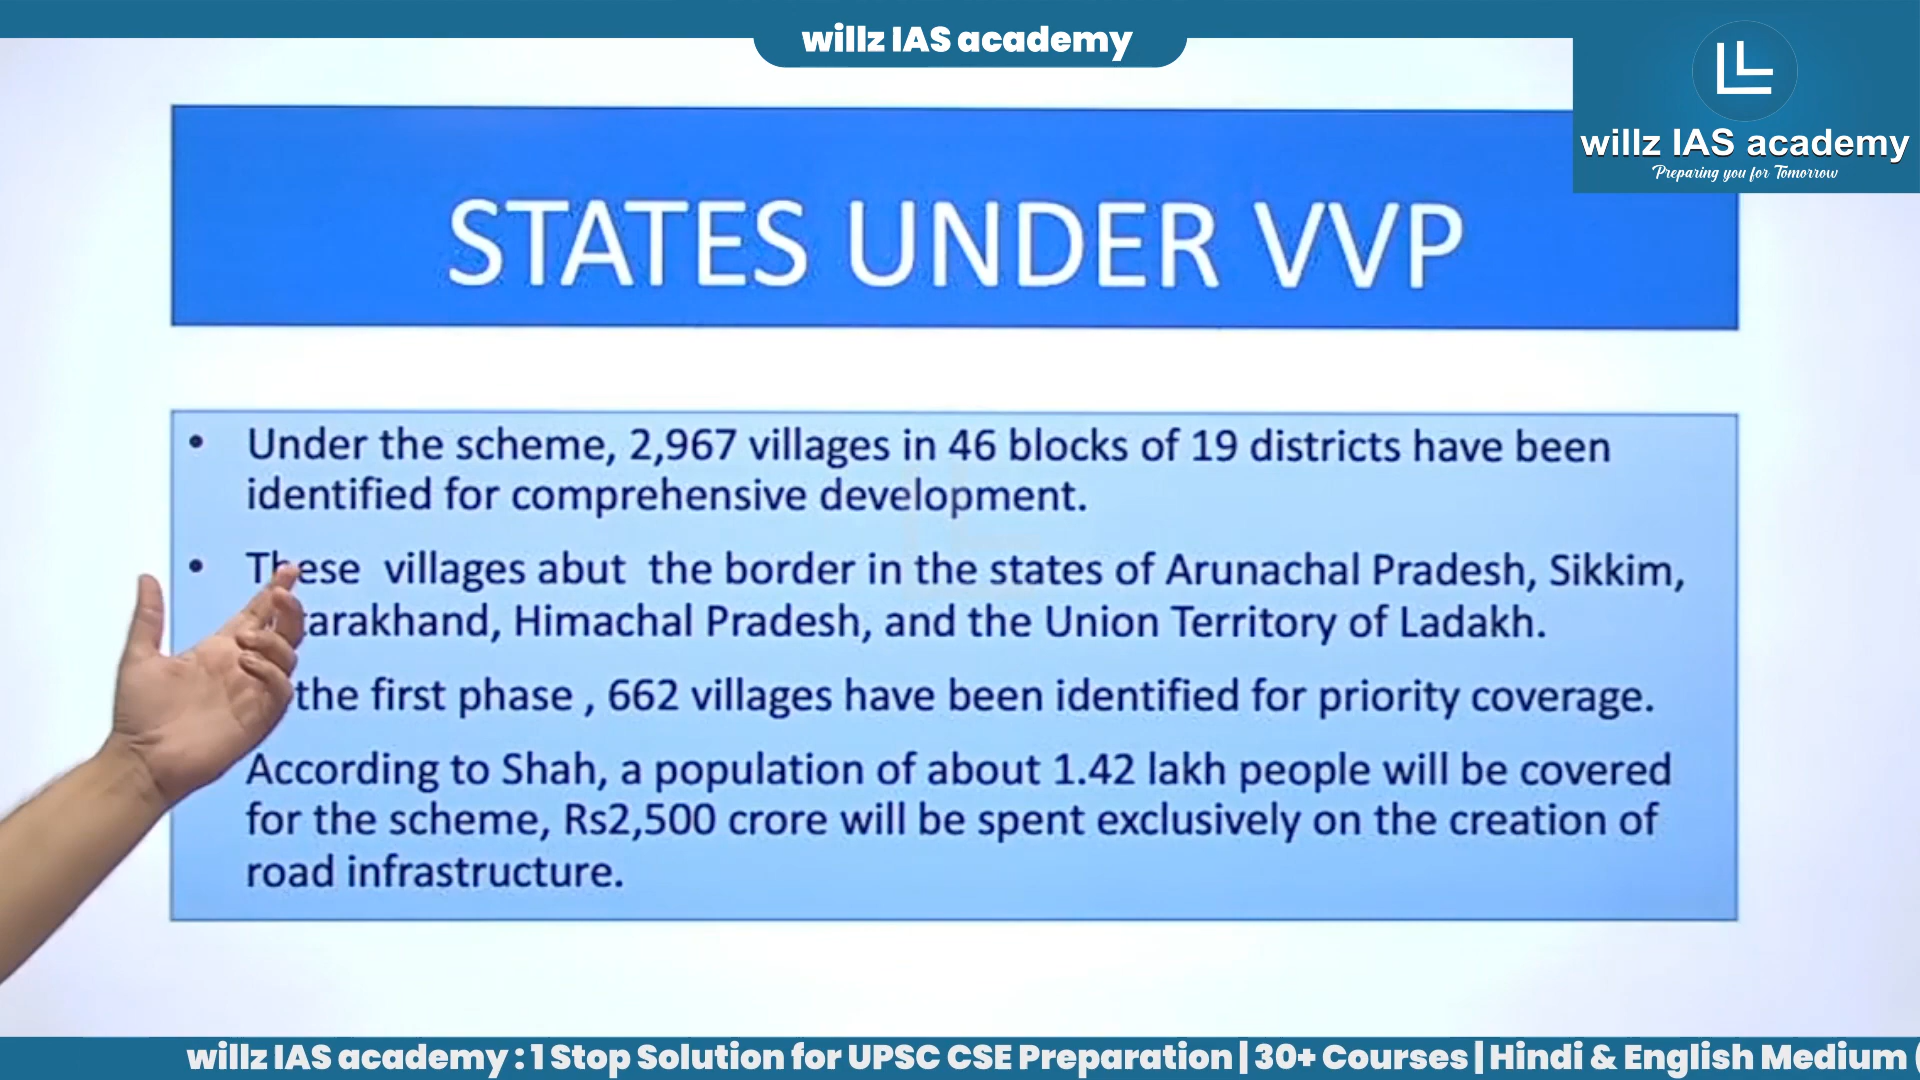 willz IAS academy
willz IAS academy
Preparing you for Tomorrow
STATES UNDER VVP
• Under the scheme, 2,967 villages in 46 blocks of 19 districts have been
identified for comprehensive development.
• These villages abut the border in the states of Arunachal Pradesh, Sikkim,
arakhand, Himachal Pradesh, and the Union Territory of Ladakh.
the first phase , 662 villages have been identified for priority coverage.
According to Shah, a population of about 1.42 lakh people will be covered
for the scheme, Rs2,500 crore will be spent exclusively on the creation of
road infrastructure.
willz IAS academy : 1 Stop Solution for UPSC CSE Preparation | 30+ Courses | Hindi & English Medium (